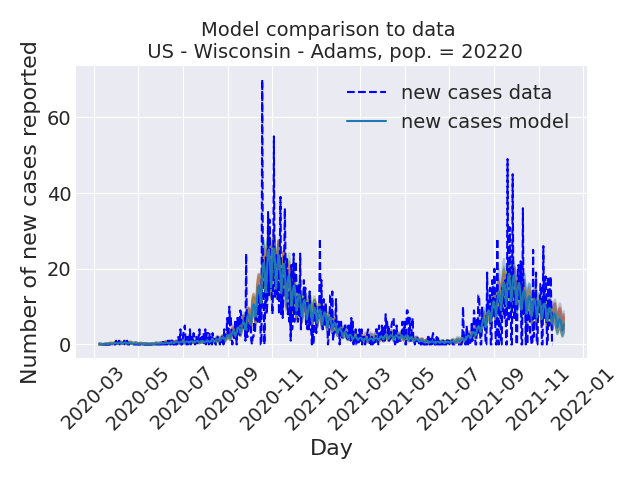 Model comparison to data
US - Wisconsin - Adams, pop. = 20220
Number of new cases reported
60
40
20
0
new cases data
new cases model
2020-03
2020-05
2020-07
2020-09
2020-11
2021-01
2021-03
2021-05
2021-07
2021-09
2021-11
2022-01
Day